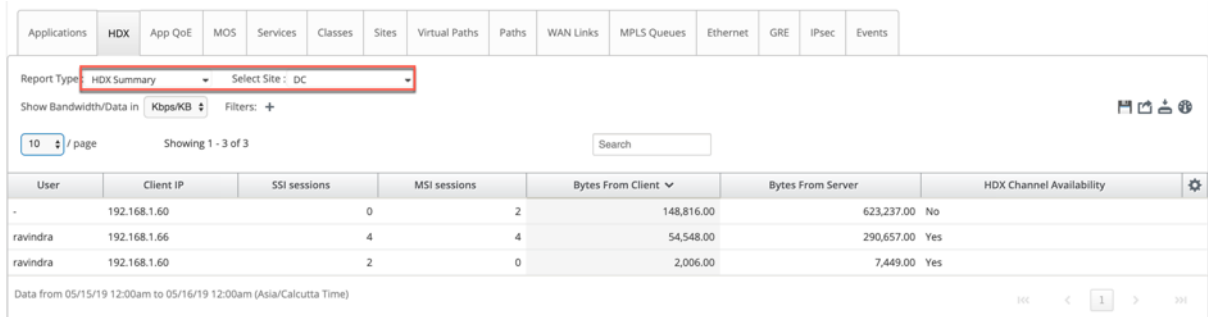 Applications HDX App QoE MOS Services Classes Sites Virtual Paths Paths WAN Links MPLS Queues Ethernet GRE IPsec Events
Report Type: HDX Summary Select Site : DC
Show Bandwidth/Data in Kbps/KB Filters: +
10 / page Showing 1 - 3 of 3 Search
User Client IP SSI sessions MSI sessions Bytes From Client Bytes From Server HDX Channel Availability
- 192.168.1.60 0 2 148,816.00 623,237.00 No
ravindra 192.168.1.66 4 4 54,548.00 290,657.00 Yes
ravindra 192.168.1.60 2 0 2,006.00 7,449.00 Yes
Data from 05/15/19 12:00am to 05/16/19 12:00am (Asia/Calcutta Time) 1